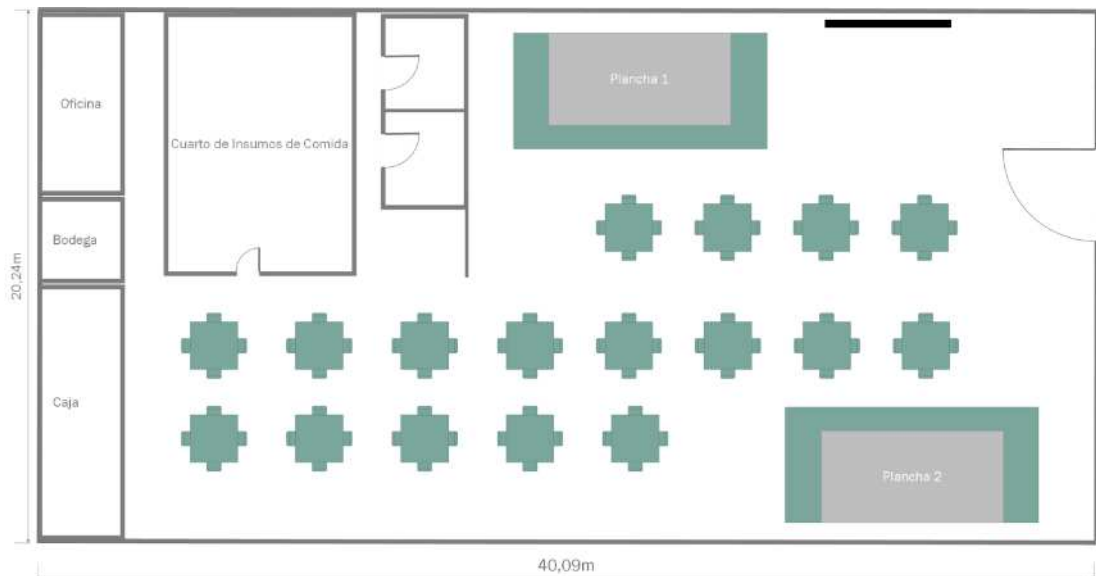 Oficina
Cuarto de Insumos de Comida
Plancha 1
Bodega
20,24m
Caja
Plancha 2
40,09m